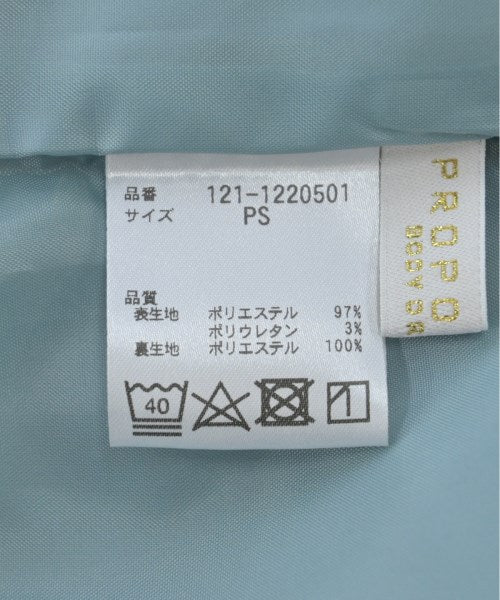 品番 121-1220501
サイズ PS
品質
表生地 ポリエステル 97%
ポリウレタン 3%
裏生地 ポリエステル 100%
40
PROPO